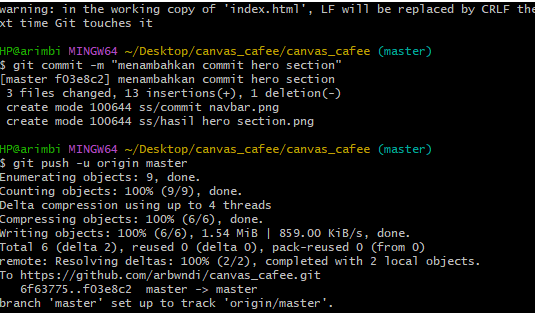 warning: in the working copy of 'index.html', LF will be replaced by CRLF the ne
xt time Git touches it
HP@arimbi MINGW64 ~/Desktop/canvas_cafee/canvas_cafee (master)
$ git commit -m "menambahkan commit hero section"
[master f03e8c2] menambahkan commit hero section
 3 files changed, 13 insertions(+), 1 deletion(-)
 create mode 100644 ss/commit navbar.png
 create mode 100644 ss/hasil hero section.png
HP@arimbi MINGW64 ~/Desktop/canvas_cafee/canvas_cafee (master)
$ git push -u origin master
Enumerating objects: 9, done.
Counting objects: 100% (9/9), done.
Delta compression using up to 4 threads
Compressing objects: 100% (6/6), done.
Writing objects: 100% (6/6), 1.54 MiB | 859.00 KiB/s, done.
Total 6 (delta 2), reused 0 (delta 0), pack-reused 0 (from 0)
remote: Resolving deltas: 100% (2/2), completed with 2 local objects.
To https://github.com/arbwndi/canvas_cafee.git
   6f63775..f03e8c2  master -> master
branch 'master' set up to track 'origin/master'.